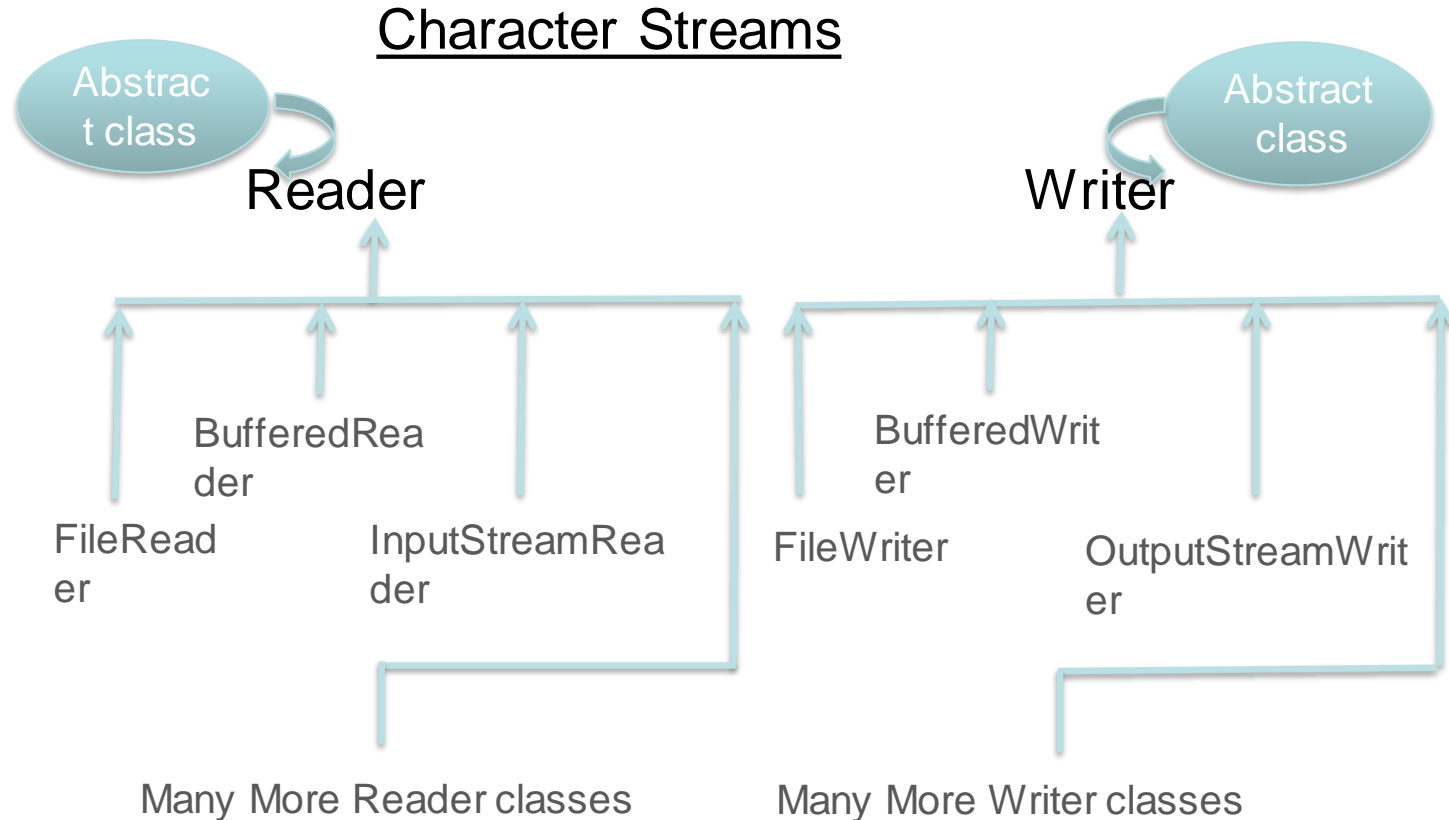 Character Streams
Abstrac
t class
Abstract
class
Reader
Writer
BufferedRea
der
BufferedWrit
er
FileRead
er
InputStreamRea
der
FileWriter
OutputStreamWrit
er
Many More Reader classes
Many More Writer classes